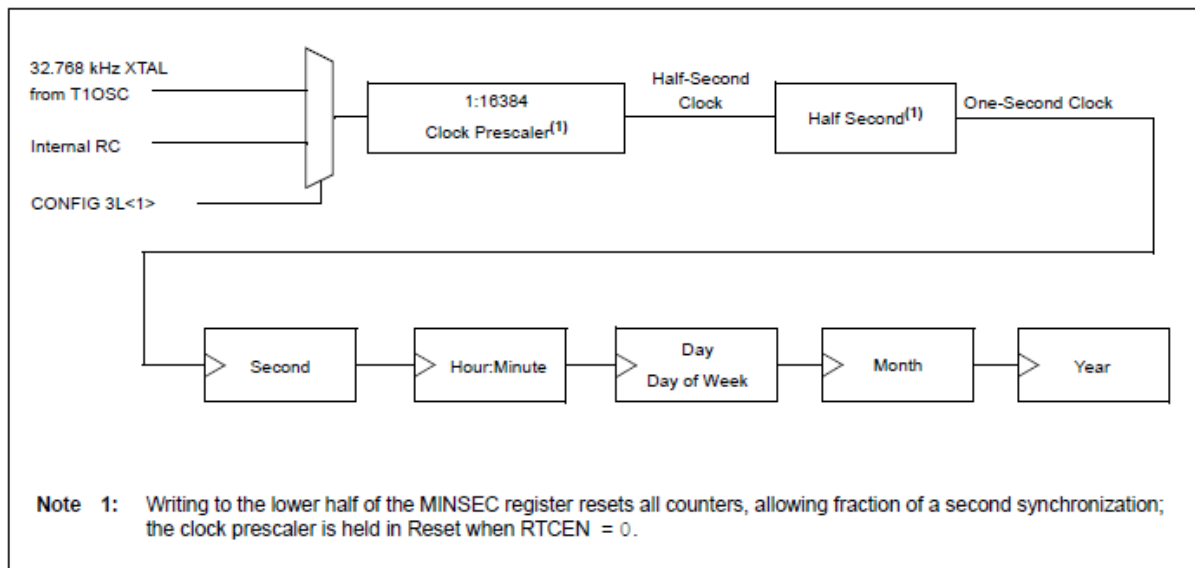 32.768 kHz XTAL
from T1OSC
Internal RC
CONFIG 3L<1>
1:16384
Clock Prescaler(1)
Half-Second
Clock
Half Second(1)
One-Second Clock
Second
Hour:Minute
Day
Day of Week
Month
Year
Note 1: Writing to the lower half of the MINSEC register resets all counters, allowing fraction of a second synchronization;
the clock prescaler is held in Reset when RTCEN = 0.